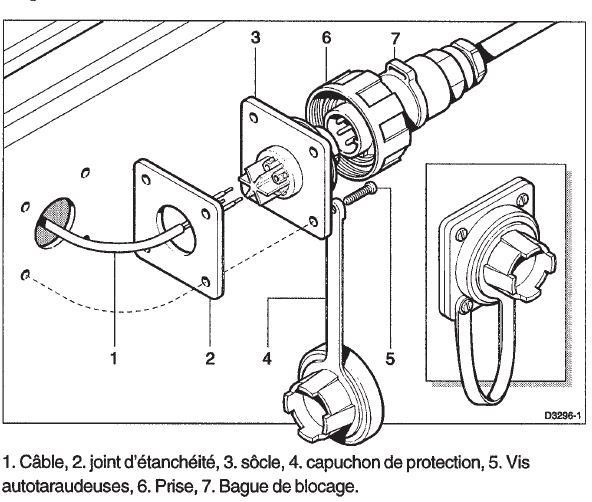 3 6 7
1 2 4 5
D3296-1
1. Câble, 2. joint d'étanchéité, 3. sôcle, 4. capuchon de protection, 5. Vis
autotaraudeuses, 6. Prise, 7. Bague de blocage.